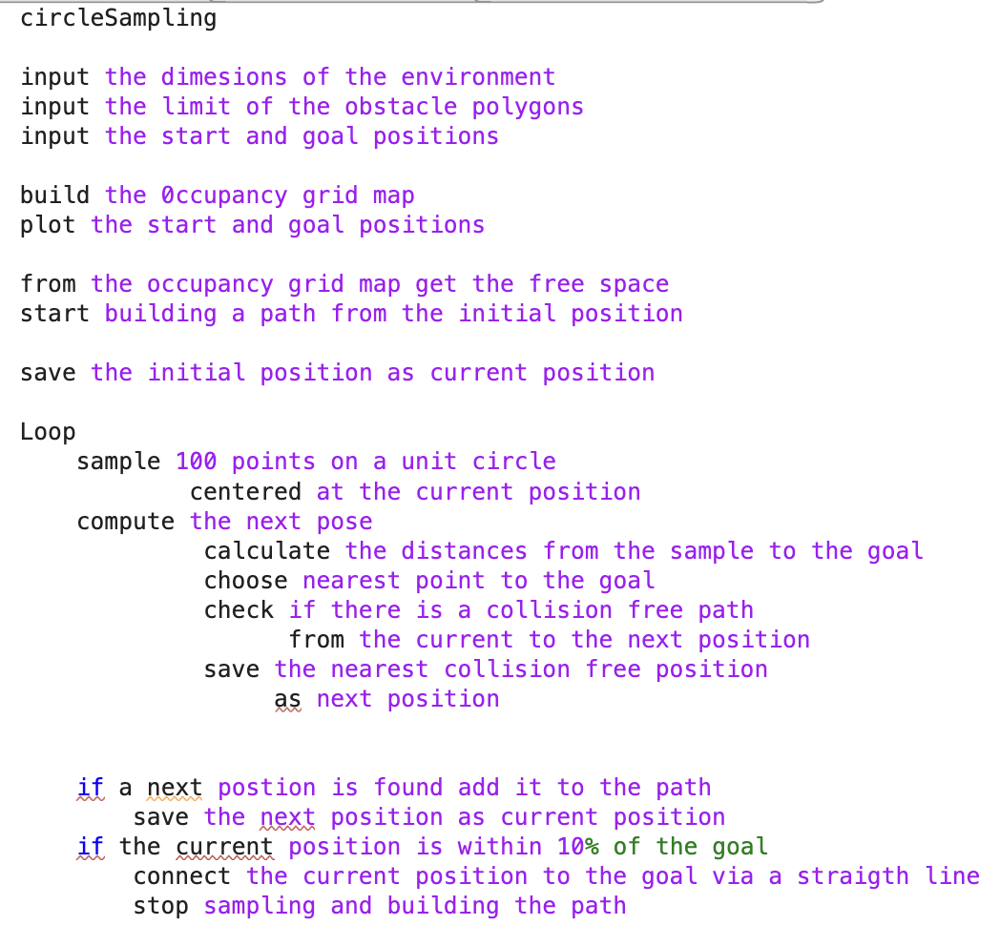 circleSampling
input the dimesions of the environment
input the limit of the obstacle polygons
input the start and goal positions
build the 0ccupancy grid map
plot the start and goal positions
from the occupancy grid map get the free space
start building a path from the initial position
save the initial position as current position
Loop
sample 100 points on a unit circle
centered at the current position
compute the next pose
calculate the distances from the sample to the goal
choose nearest point to the goal
check if there is a collision free path
from the current to the next position
save the nearest collision free position
as next position
if a next postion is found add it to the path
save the next position as current position
if the current position is within 10% of the goal
connect the current position to the goal via a straigth line
stop sampling and building the path